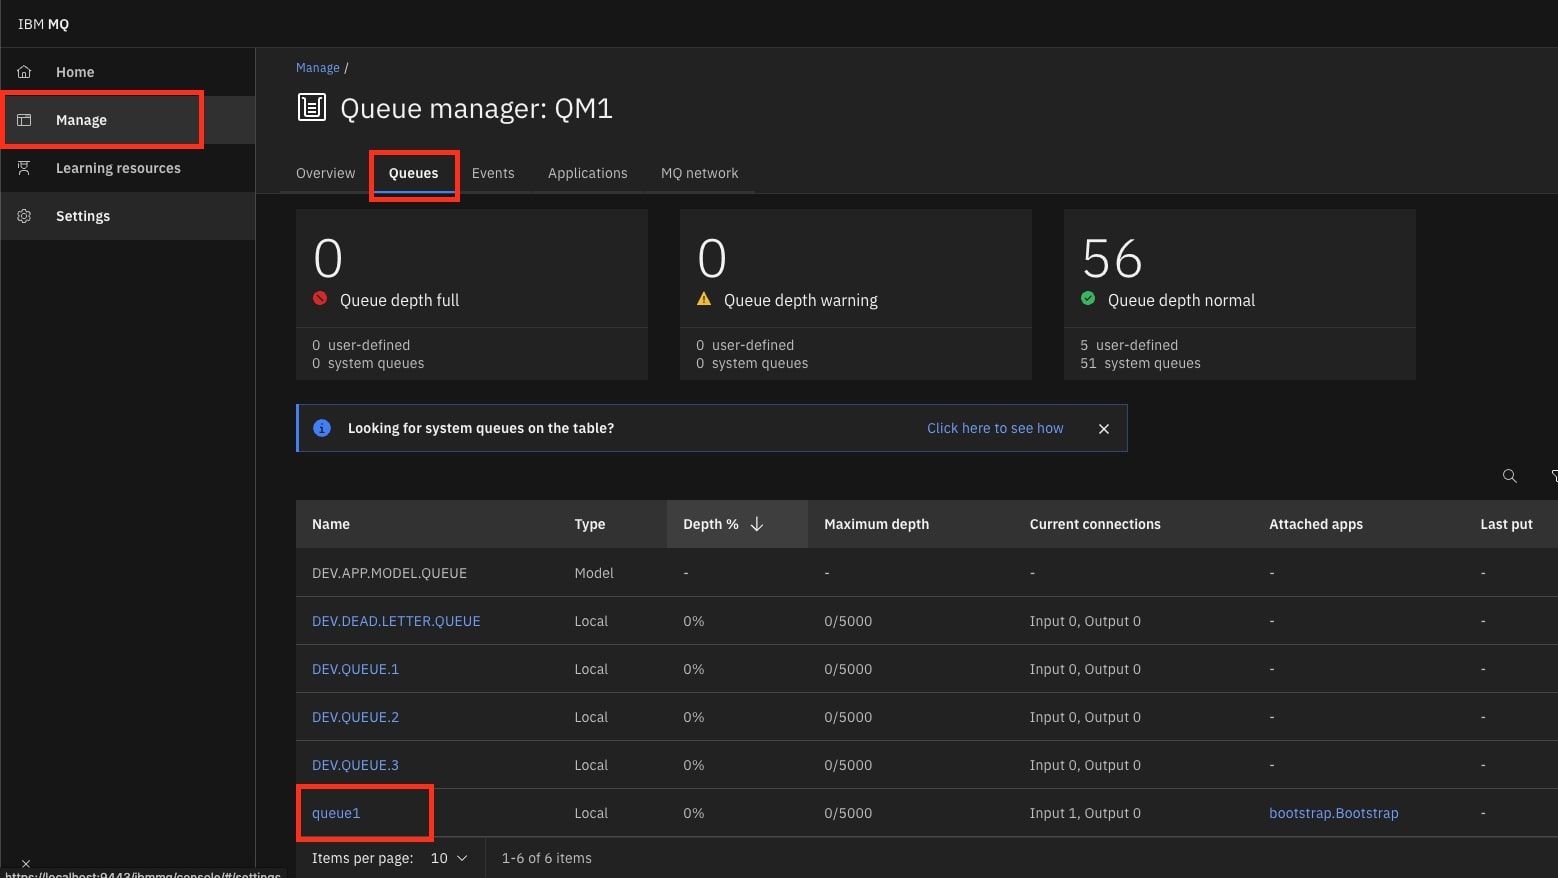 IBM MQ
Home
Manage
Learning resources
Settings
Manage /
Queue manager: QM1
Overview Queues Events Applications MQ network
0
Queue depth full
0 user-defined
0 system queues
0
Queue depth warning
0 user-defined
0 system queues
56
Queue depth normal
5 user-defined
51 system queues
Looking for system queues on the table? Click here to see how
Name Type Depth % Maximum depth Current connections Attached apps Last put
DEV.APP.MODEL.QUEUE Model - - - - -
DEV.DEAD.LETTER.QUEUE Local 0% 0/5000 Input 0, Output 0 - -
DEV.QUEUE.1 Local 0% 0/5000 Input 0, Output 0 - -
DEV.QUEUE.2 Local 0% 0/5000 Input 0, Output 0 - -
DEV.QUEUE.3 Local 0% 0/5000 Input 0, Output 0 - -
queue1 Local 0% 0/5000 Input 1, Output 0 bootstrap.Bootstrap -
Items per page: 10 1-6 of 6 items
https://localhost:9443/ibmmq/console/#/settings